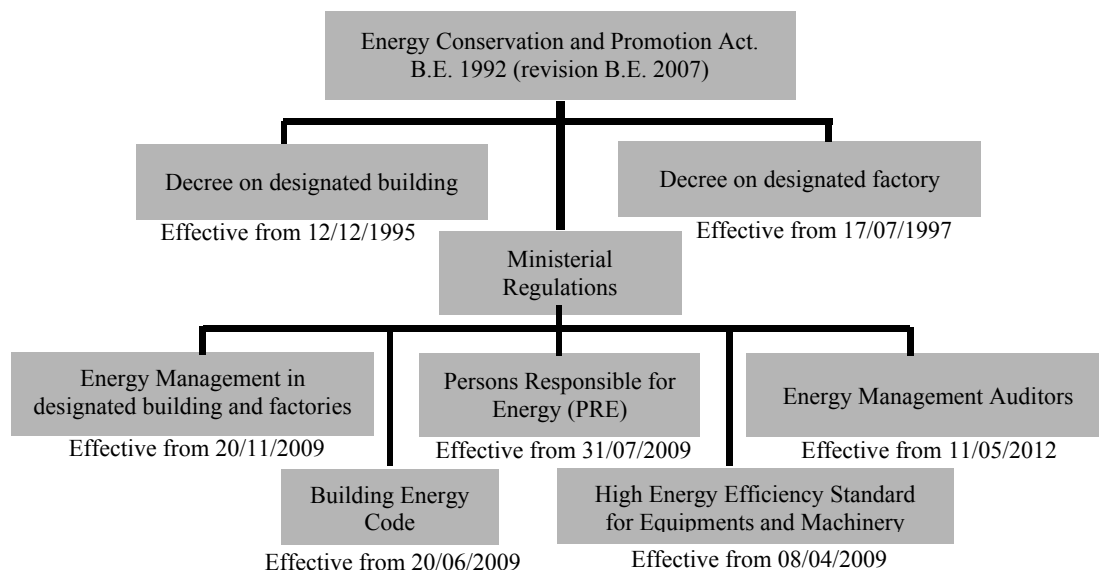 Energy Conservation and Promotion Act.
B.E. 1992 (revision B.E. 2007)
Decree on designated building
Effective from 12/12/1995
Decree on designated factory
Effective from 17/07/1997
Ministerial
Regulations
Energy Management in
designated building and factories
Effective from 20/11/2009
Persons Responsible for
Energy (PRE)
Effective from 31/07/2009
Energy Management Auditors
Effective from 11/05/2012
Building Energy
Code
Effective from 20/06/2009
High Energy Efficiency Standard
for Equipments and Machinery
Effective from 08/04/2009